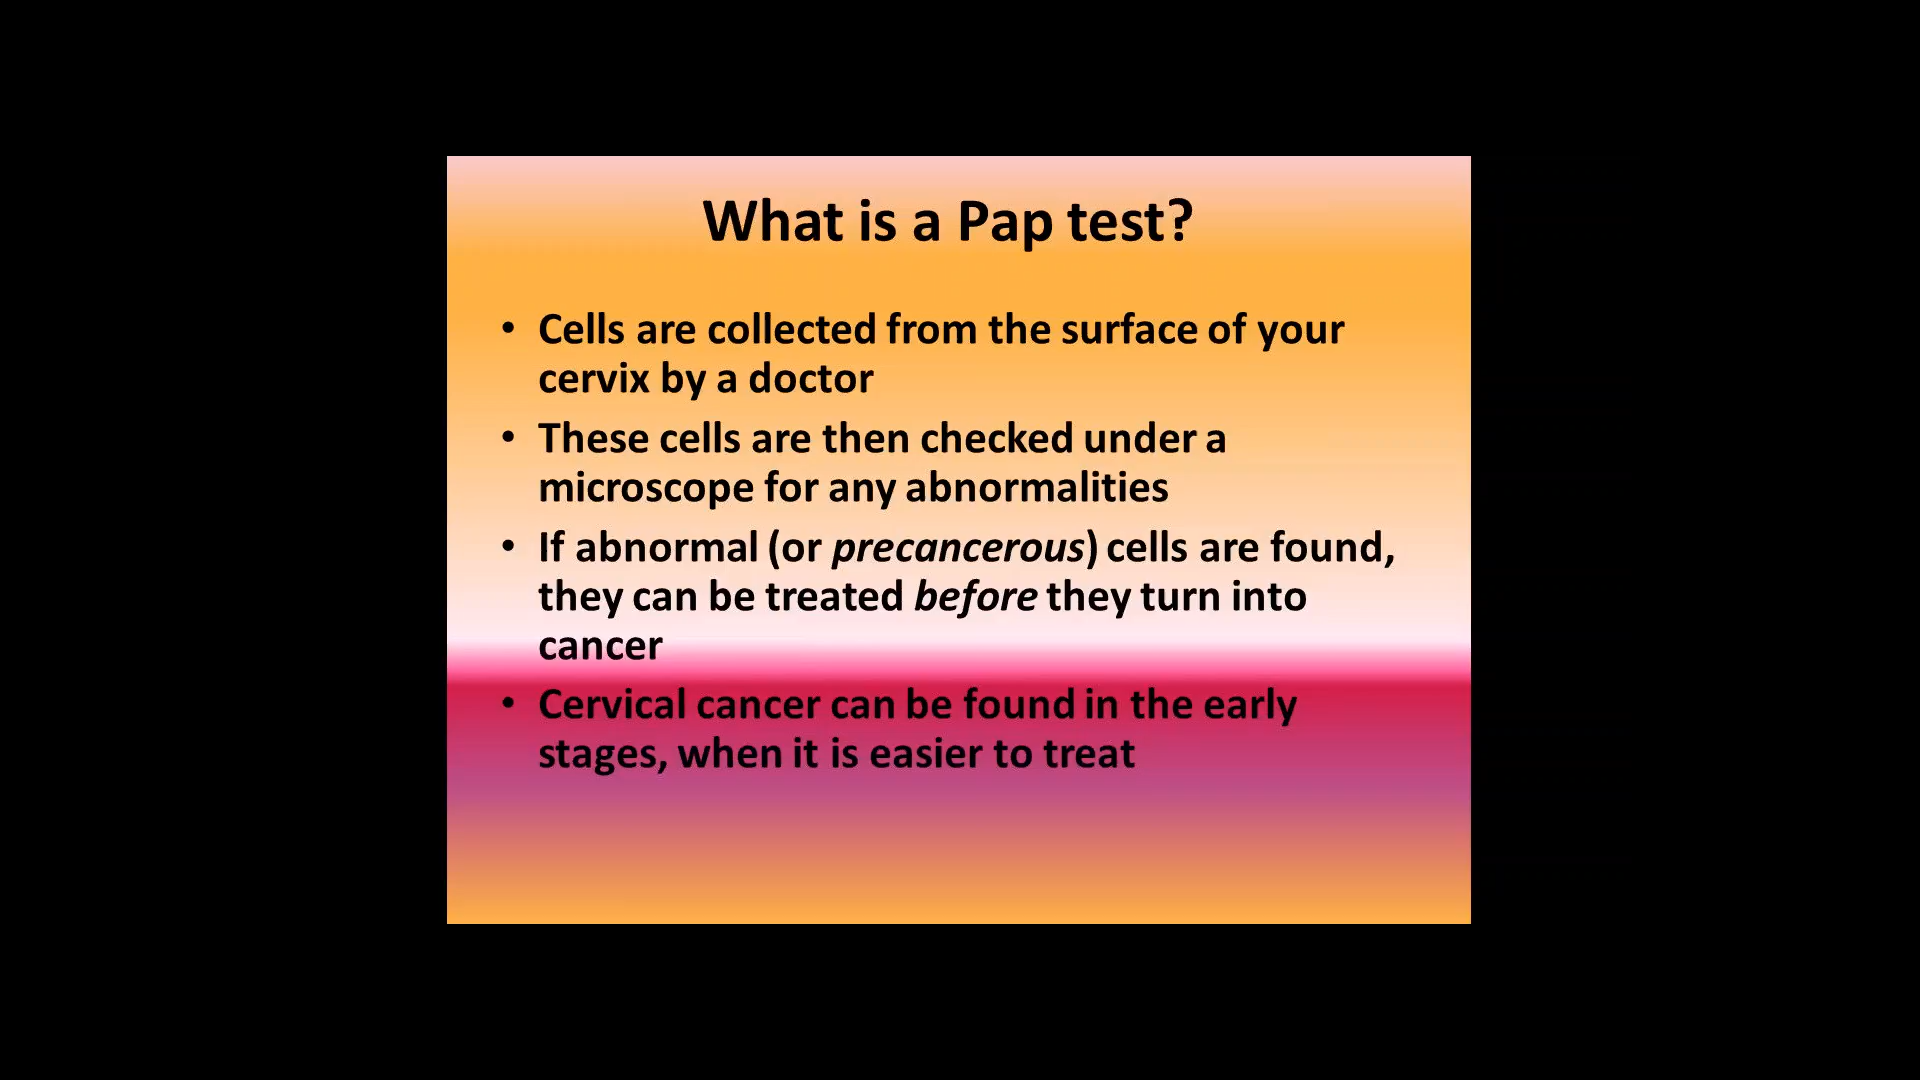 What is a Pap test?
• Cells are collected from the surface of your
cervix by a doctor
• These cells are then checked under a
microscope for any abnormalities
• If abnormal (or precancerous) cells are found,
they can be treated before they turn into
cancer
• Cervical cancer can be found in the early
stages, when it is easier to treat